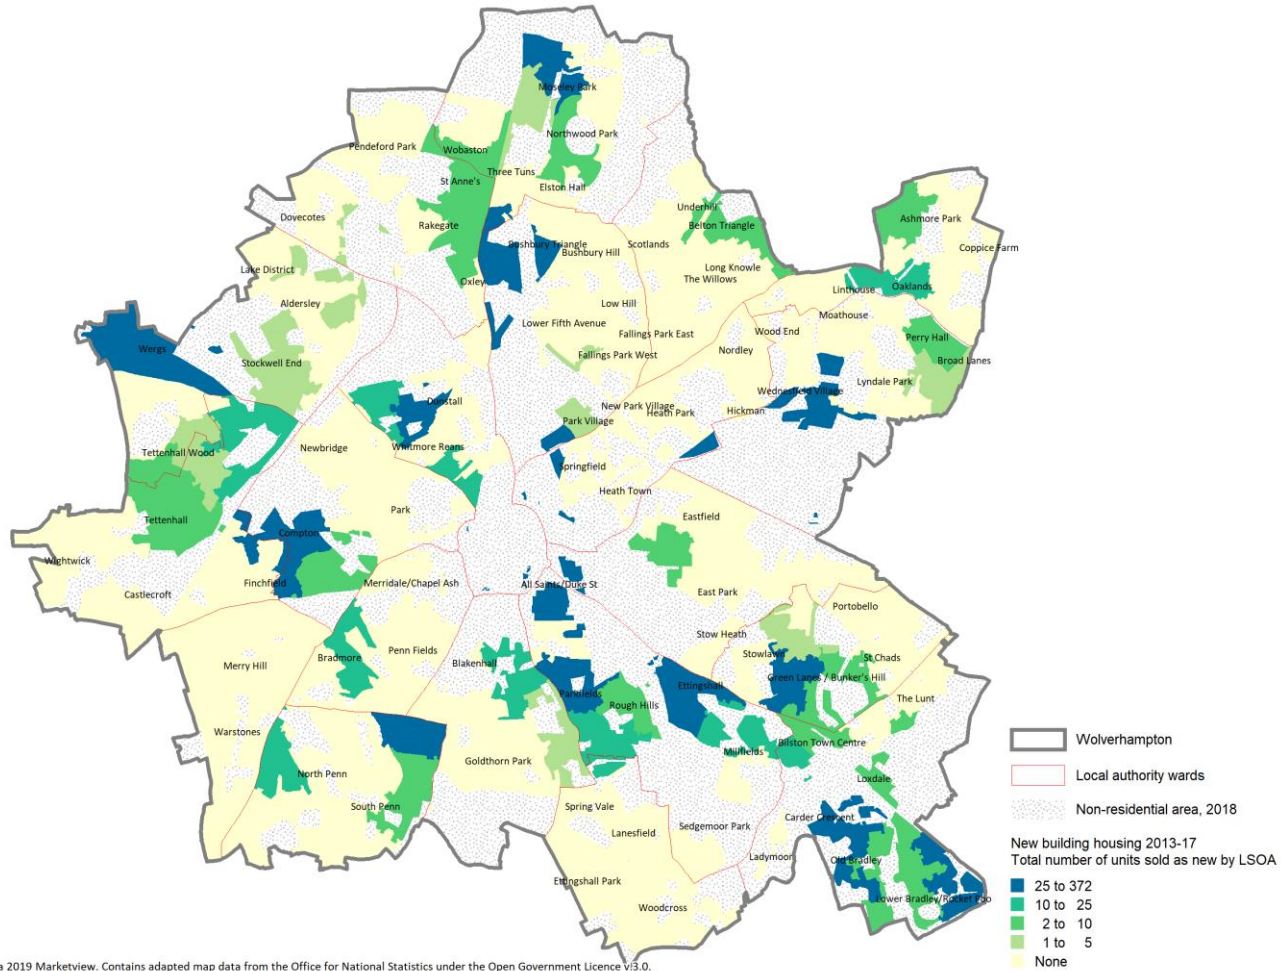 Moseley Park
Northwood Park
Pendeford Park
Wobaston
Three Tuns
St Anne's
Elston Hall
Underhill
Dovecotes
Rakegate
Belton Triangle
Ashmore Park
Bushbury Triangle
Scotlands
Coppice Farm
Bushbury Hill
Lake District
Long Knowle
The Willows
Oxley
Linthouse
Oaklands
Aldersley
Low Hill
Moathouse
Lower Fifth Avenue
Fallings Park East
Wood End
Perry Hall
Wergs
Nordley
Fallings Park West
Broad Lanes
Stockwell End
Lyndale Park
Wednesfield Village
Dunstall
New Park Village
Heath Park
Hickman
Park Village
Newbridge
Whitmore Reans
Tettenhall Wood
Springfield
Heath Town
Park
Tettenhall
Eastfield
Compton
Wightwick
Finchfield
Merridale/Chapel Ash
All Saints/Duke St
Castlecroft
East Park
Portobello
Stow Heath
Merry Hill
Bradmore
Penn Fields
Blakenhall
Stowlawn
St Chads
Green Lanes / Bunker's Hill
Parkfields
Ettingshall
The Lunt
Rough Hills
Warstones
Bilston Town Centre
Millfields
Goldthorn Park
North Penn
Loxdale
South Penn
Spring Vale
Carder Crescent
Lanesfield
Sedgemoor Park
Ladymoor
Old Bradley
Ettingshall Park
Lower Bradley/Rocket Poo
Woodcross
Wolverhampton
Local authority wards
Non-residential area, 2018
New building housing 2013-17
Total number of units sold as new by LSOA
25 to 372
10 to 25
2 to 10
1 to 5
None
a 2019 Marketview. Contains adapted map data from the Office for National Statistics under the Open Government Licence v.3.0.